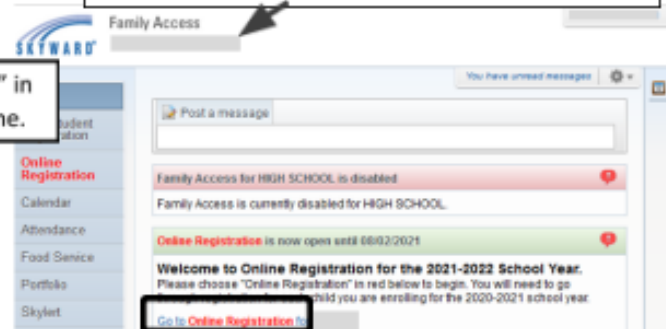 Family Access
SKYWARD
You have unread messages
" in
ne.
Post a message
Online
Registration
Calendar
Attendance
Food Service
Portfolio
Skylert
Family Access for HIGH SCHOOL is disabled
Family Access is currently disabled for HIGH SCHOOL.
Online Registration is now open until 08/02/2021
Welcome to Online Registration for the 2021-2022 School Year.
Please choose "Online Registration" in red below to begin. You will need to go
child you are enrolling for the 2020-2021 school year.
Go to Online Registration for